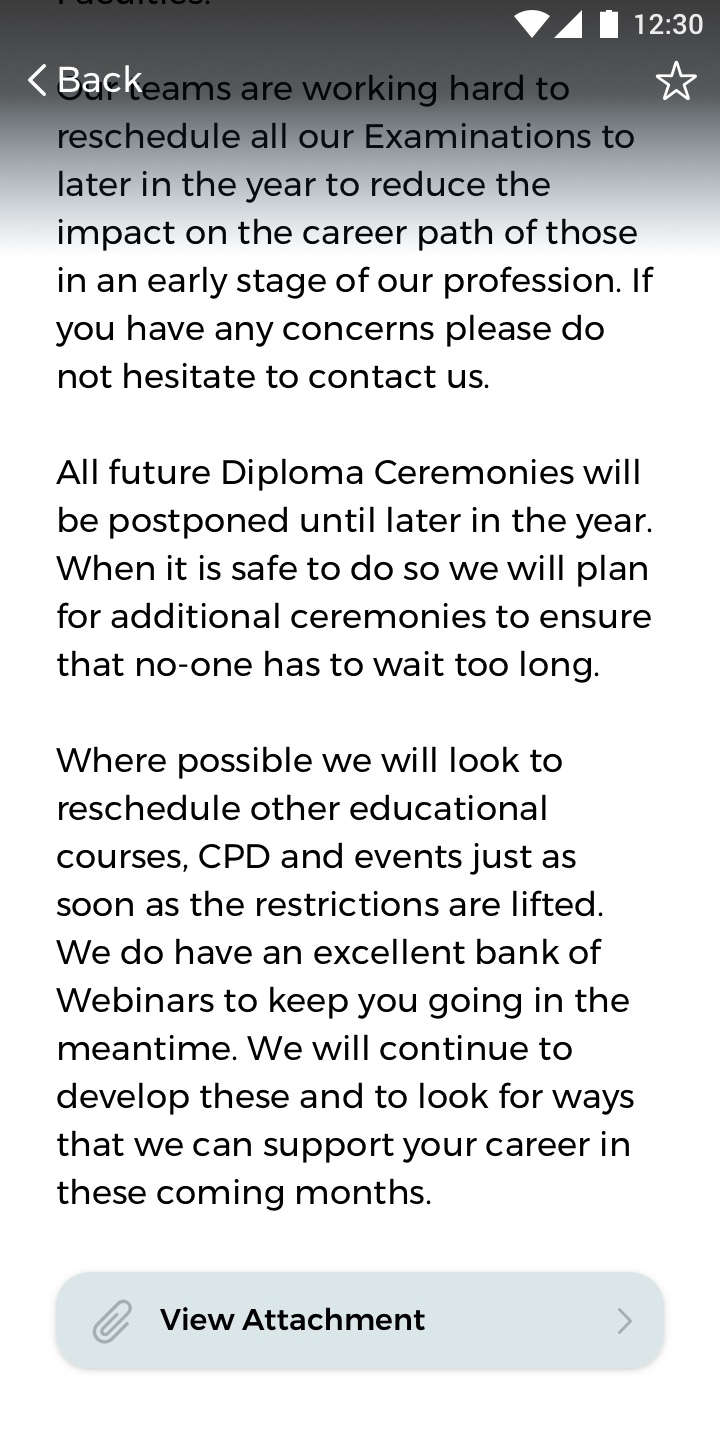 12:30
Back
Our teams are working hard to
reschedule all our Examinations to
later in the year to reduce the
impact on the career path of those
in an early stage of our profession. If
you have any concerns please do
not hesitate to contact us.
All future Diploma Ceremonies will
be postponed until later in the year.
When it is safe to do so we will plan
for additional ceremonies to ensure
that no-one has to wait too long.
Where possible we will look to
reschedule other educational
courses, CPD and events just as
soon as the restrictions are lifted.
We do have an excellent bank of
Webinars to keep you going in the
meantime. We will continue to
develop these and to look for ways
that we can support your career in
these coming months.
View Attachment